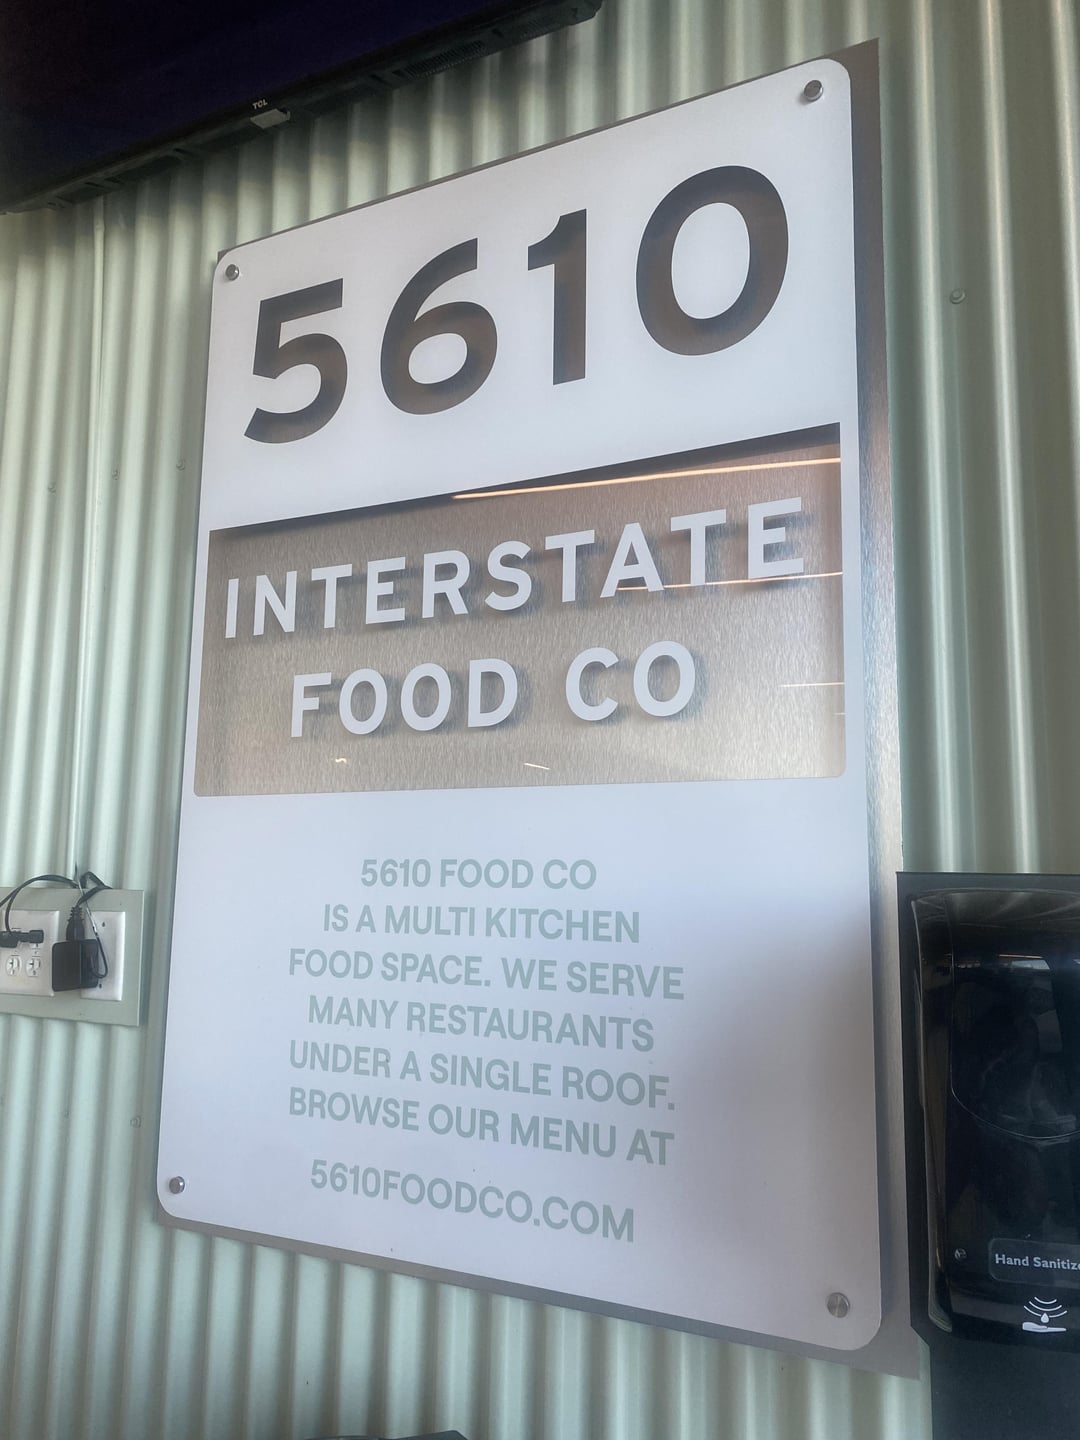 TCL
5610
INTERSTATE
FOOD CO
5610 FOOD CO
IS A MULTI KITCHEN
FOOD SPACE. WE SERVE
MANY RESTAURANTS
UNDER A SINGLE ROOF.
BROWSE OUR MENU AT
5610FOODCO.COM
Hand Sanitize